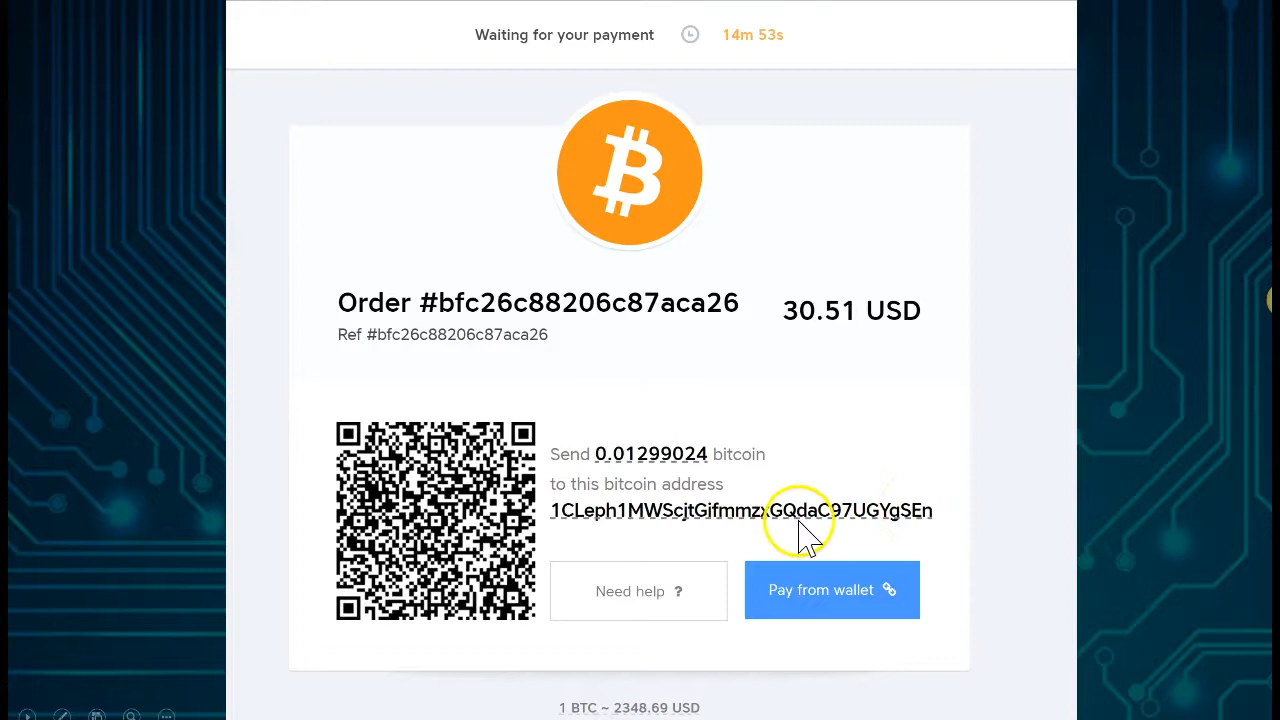 Waiting for your payment 14m 53s
Order #bfc26c88206c87aca26
30.51 USD
Ref #bfc26c88206c87aca26
Send 0.01299024 bitcoin
to this bitcoin address
1CLeph1MWScjtGifmmzxGQdaC97UGYgSEn
Need help ?
Pay from wallet
1 BTC ~ 2348.69 USD